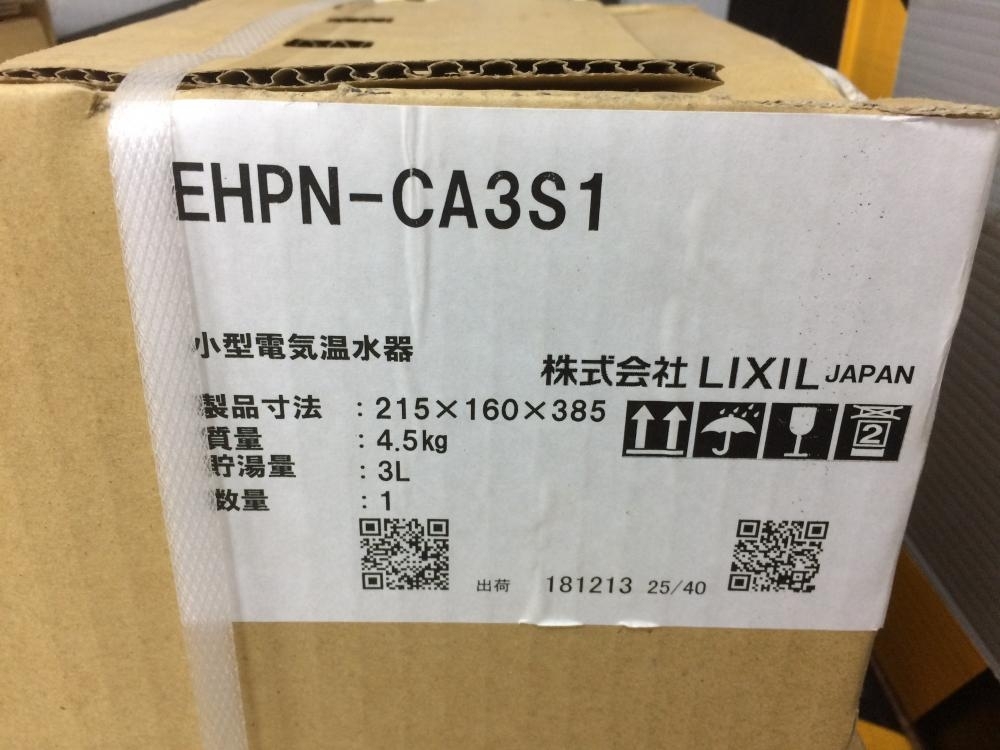 EHPN-CA3S1
小型電気温水器
株式会社 LIXIL JAPAN
製品寸法 : 215×160×385
質量 : 4.5kg
貯湯量 : 3L
数量 : 1
2
出荷 181213 25/40